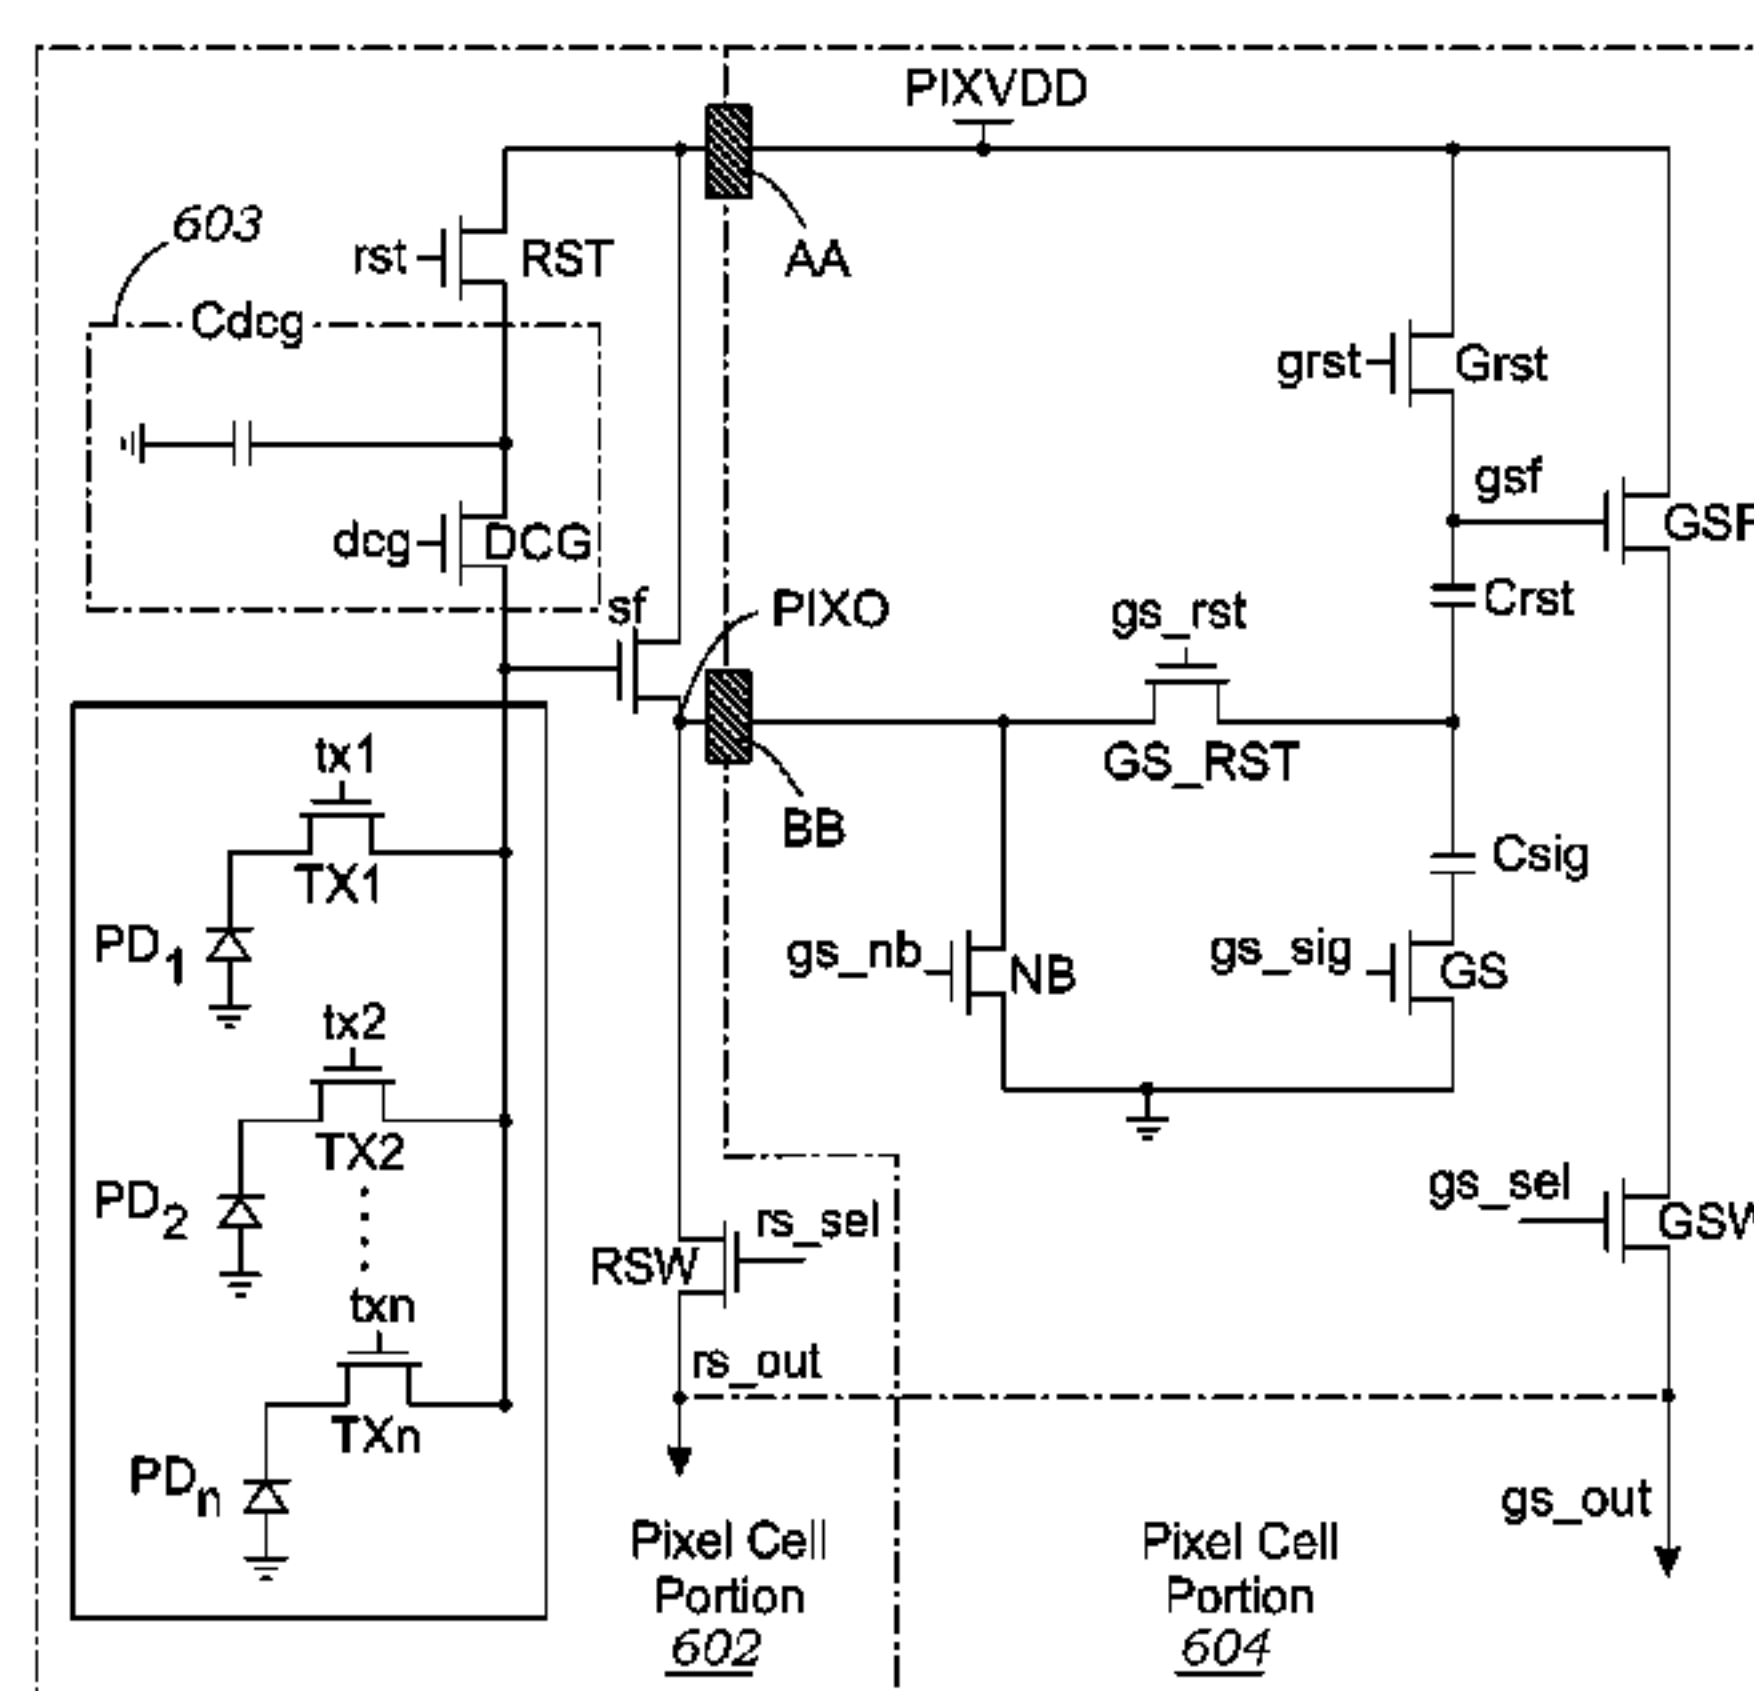 PIXVDD
603
rst
RST
AA
Cdcg
grst
Grst
gsf
dcg
DCG
GSF
sf
PIXO
gs_rst
Crst
tx1
GS_RST
BB
TX1
Csig
PD1
gs_nb
NB
gs_sig
GS
tx2
TX2
PD2
gs_sel
GSW
rs_sel
RSW
txn
rs_out
TXn
PDn
gs_out
Pixel Cell
Portion
602
Pixel Cell
Portion
604